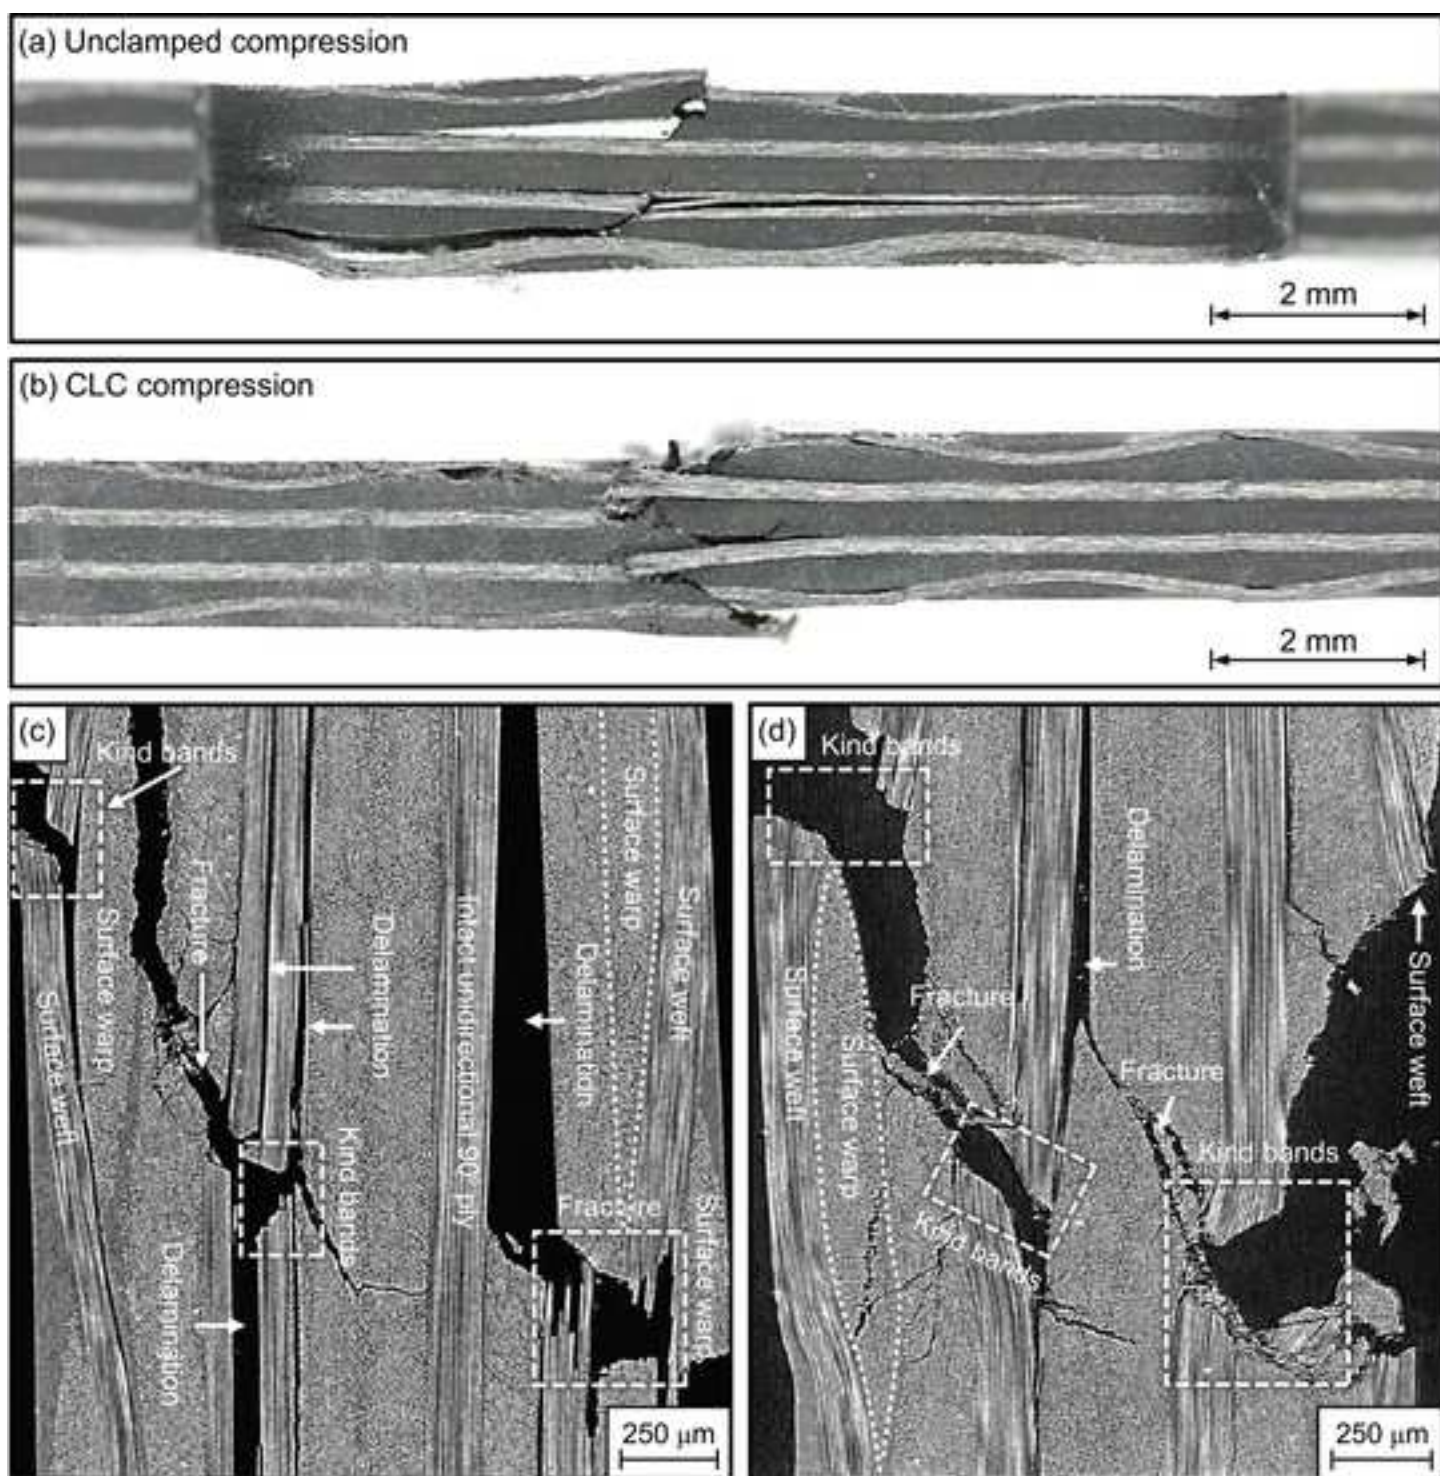 (a) Unclamped compression
2 mm
(b) CLC compression
2 mm
(c)
Kind bands
Surface warp
Surface weft
Fracture
Surface warp
Surface weft
Delamination
Intact undirectional 90° ply
Delamination
Kind bands
Fracture
Surface warp
Delamination
250 μm
(d)
Kind bands
Delamination
Surface weft
Fracture
Surface weft
Surface warp
Fracture
Kind bands
Kind bands
250 μm